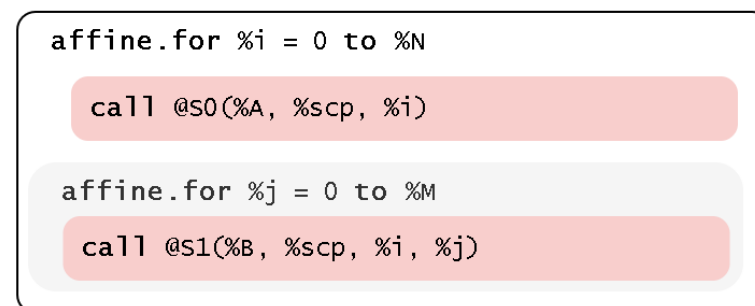 affine.for %i = 0 to %N
call @S0(%A, %scp, %i)
affine.for %j = 0 to %M
call @S1(%B, %scp, %i, %j)